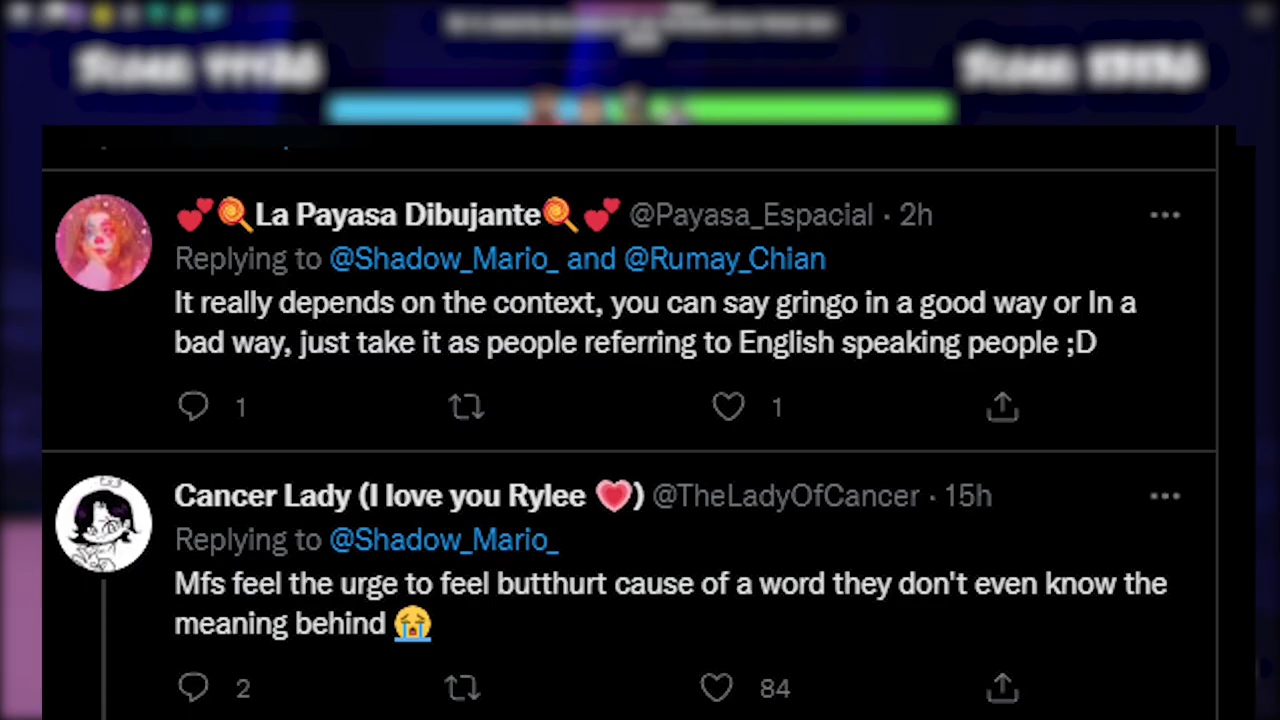 💕🍭La Payasa Dibujante🍭💕 @Payasa_Espacial · 2h
Replying to @Shadow_Mario_ and @Rumay_Chian
It really depends on the context, you can say gringo in a good way or In a
bad way, just take it as people referring to English speaking people ;D
1 1
Cancer Lady (I love you Rylee 💗) @TheLadyOfCancer · 15h
Replying to @Shadow_Mario_
Mfs feel the urge to feel butthurt cause of a word they don't even know the
meaning behind 😭
2 84